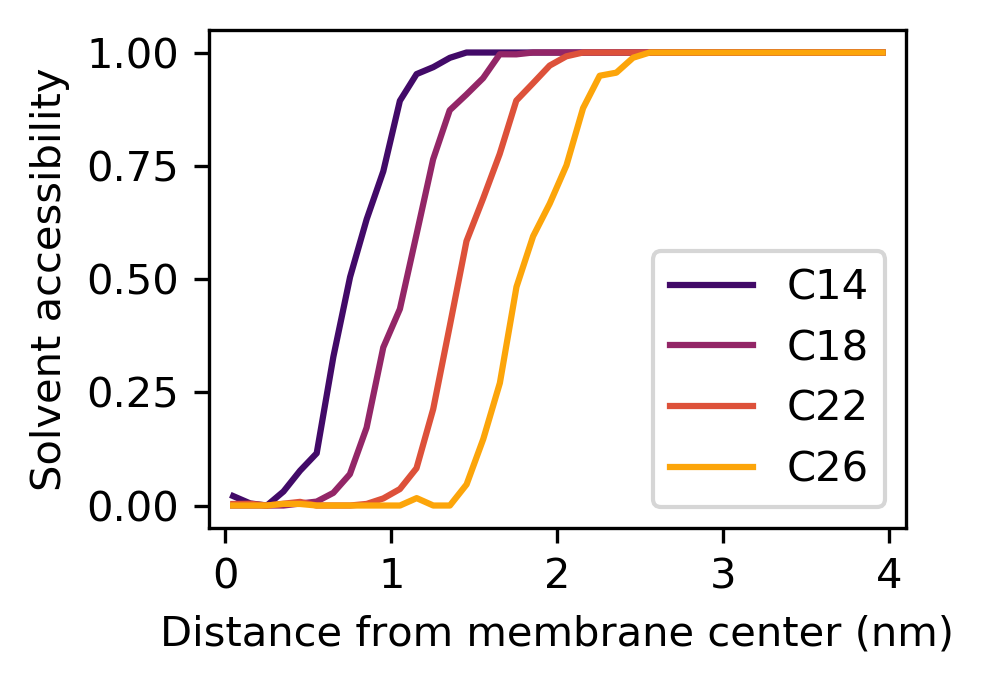 Solvent accessibility
1.00
0.75
0.50
0.25
0.00
C14
C18
C22
C26
0 1 2 3 4
Distance from membrane center (nm)